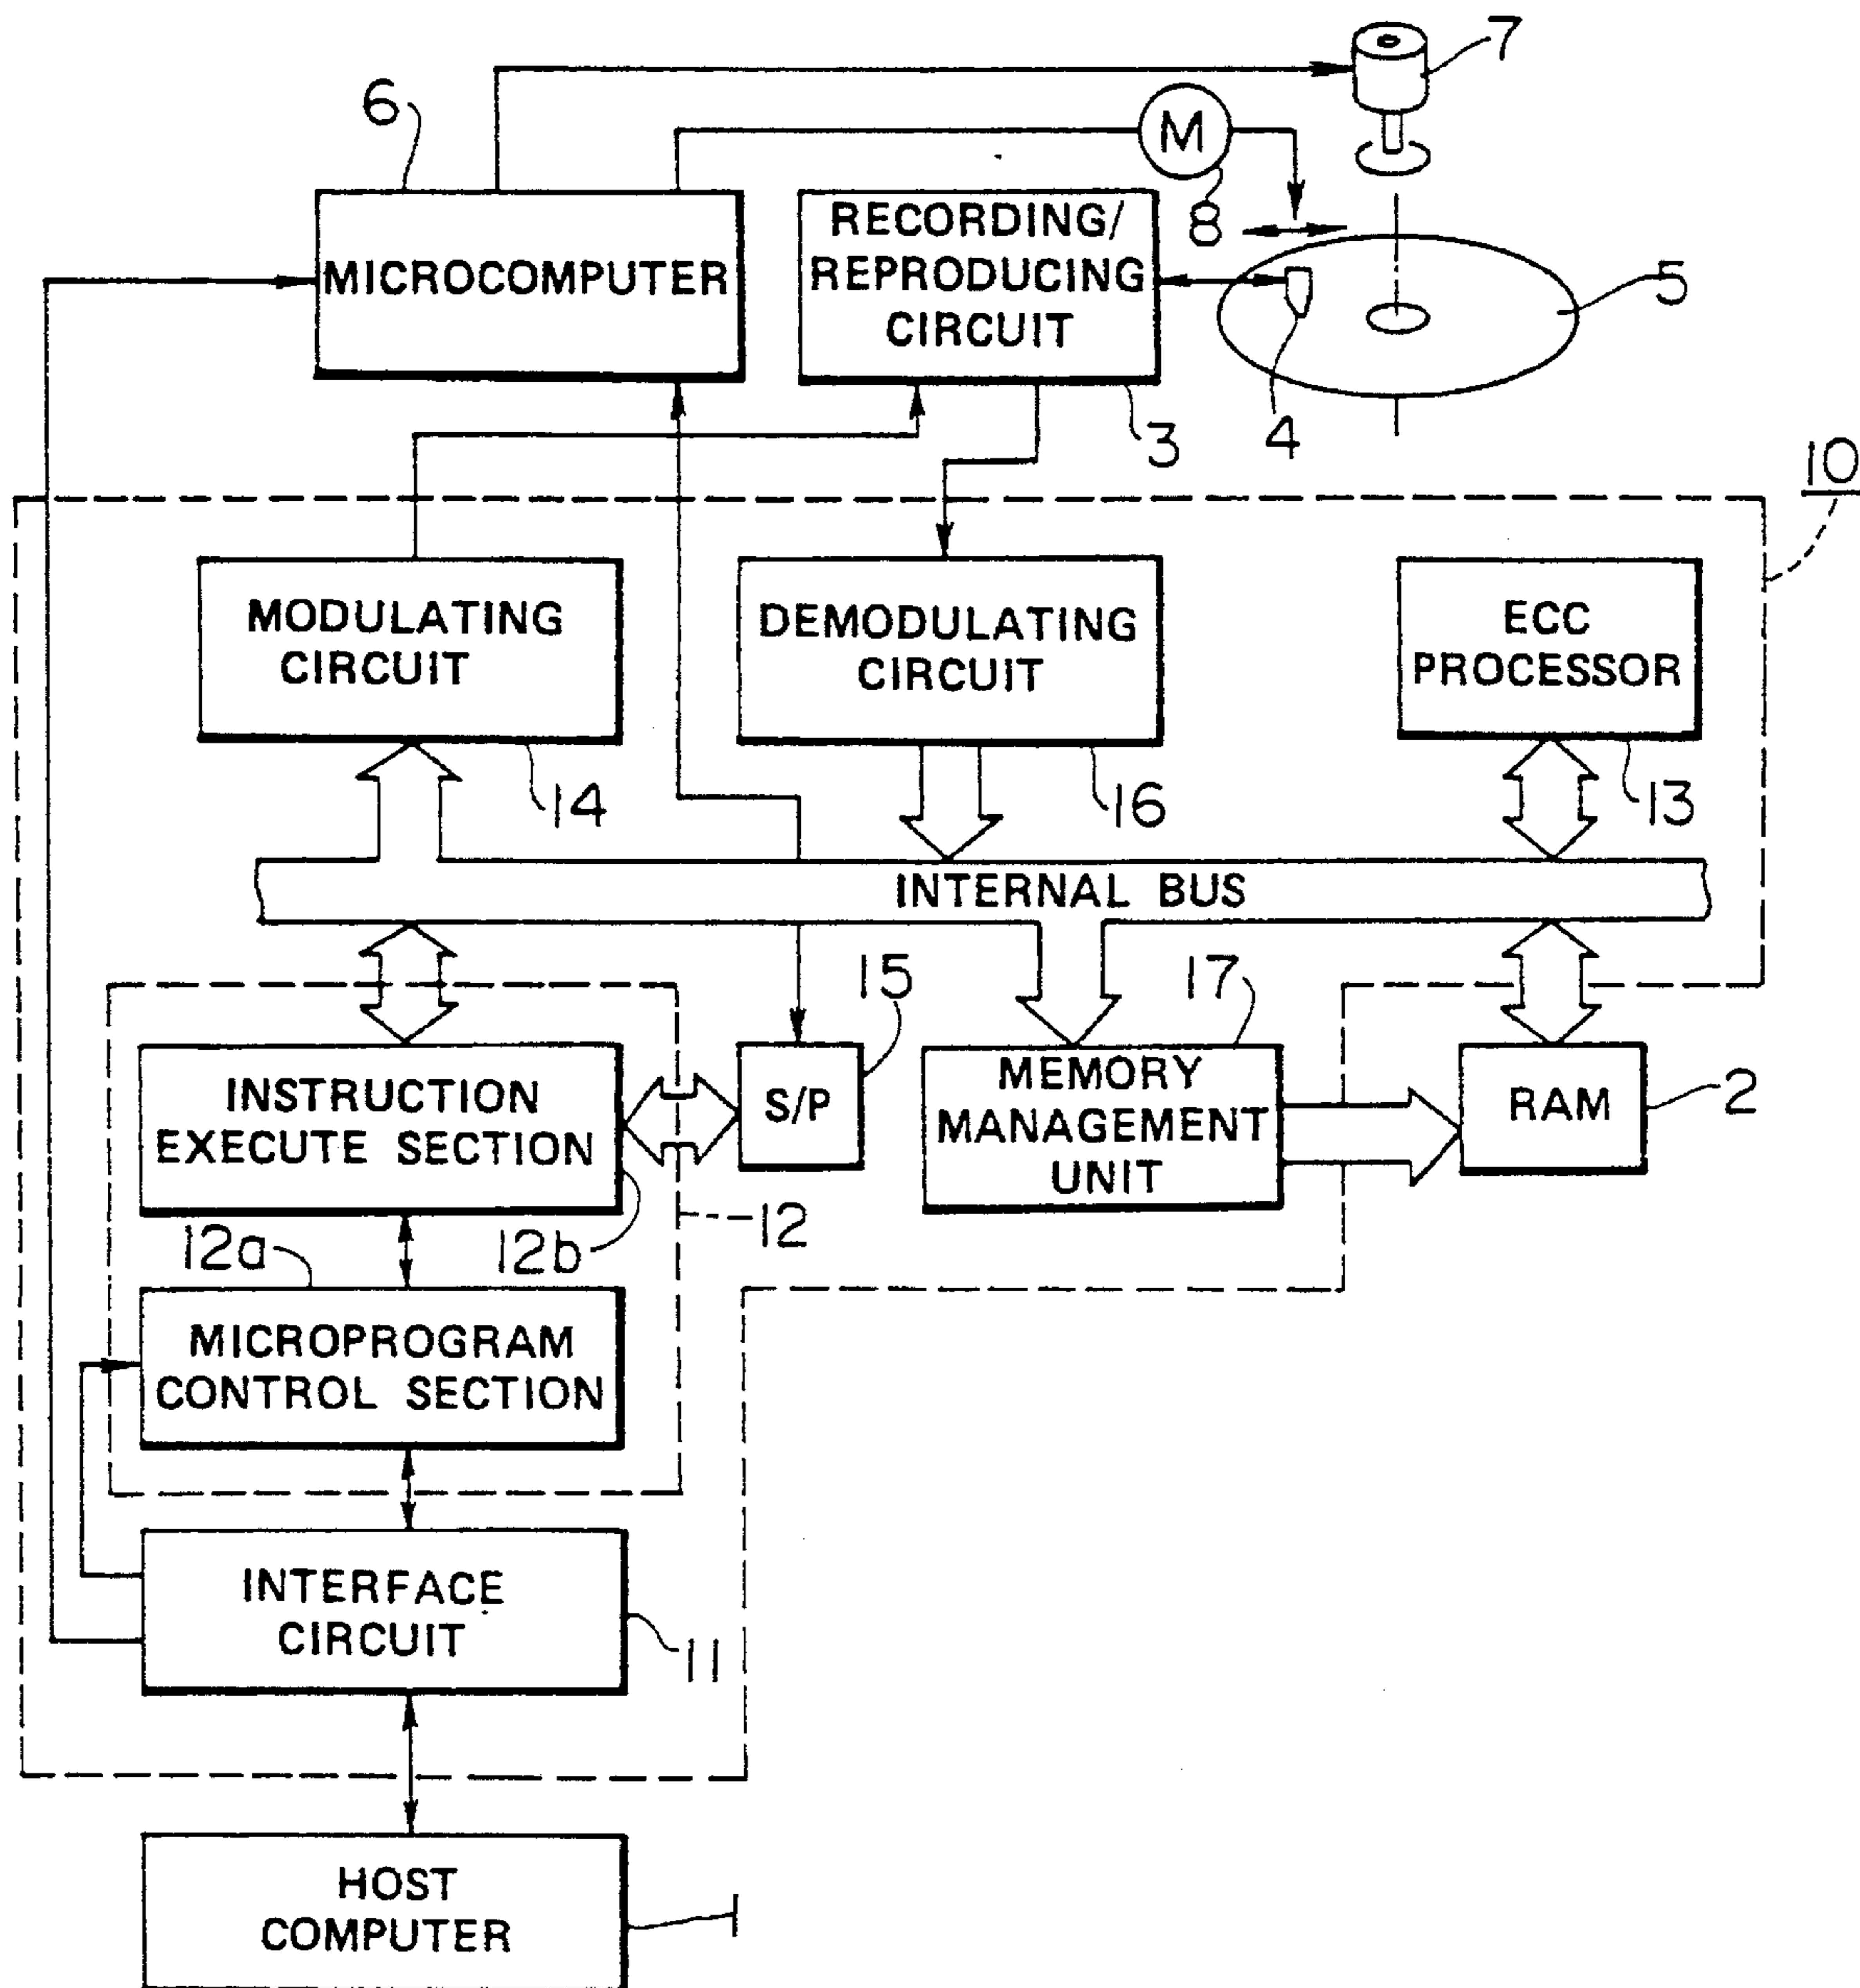 7
6
M
8
MICROCOMPUTER
RECORDING/
REPRODUCING
CIRCUIT
5
3
4
10
MODULATING
CIRCUIT
DEMODULATING
CIRCUIT
ECC
PROCESSOR
14
16
13
INTERNAL BUS
15
17
INSTRUCTION
EXECUTE SECTION
S/P
MEMORY
MANAGEMENT
UNIT
RAM
2
12a
12b
12
MICROPROGRAM
CONTROL SECTION
INTERFACE
CIRCUIT
11
HOST
COMPUTER
1